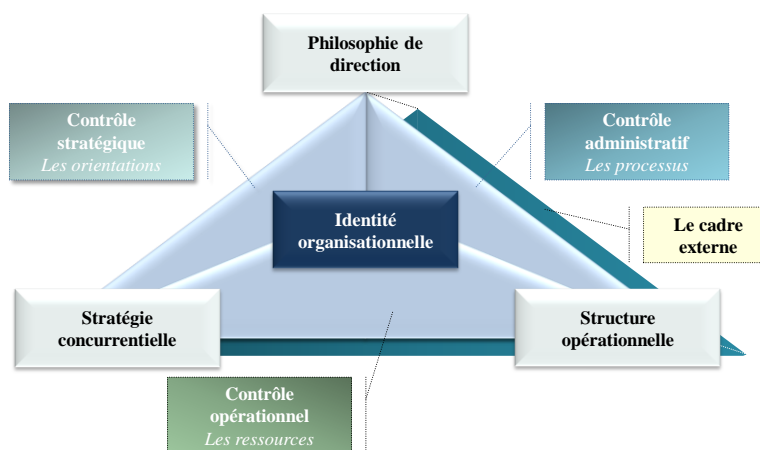 Philosophie de
direction
Contrôle
stratégique
Les orientations
Contrôle
administratif
Les processus
Identité
organisationnelle
Le cadre
externe
Stratégie
concurrentielle
Structure
opérationnelle
Contrôle
opérationnel
Les ressources